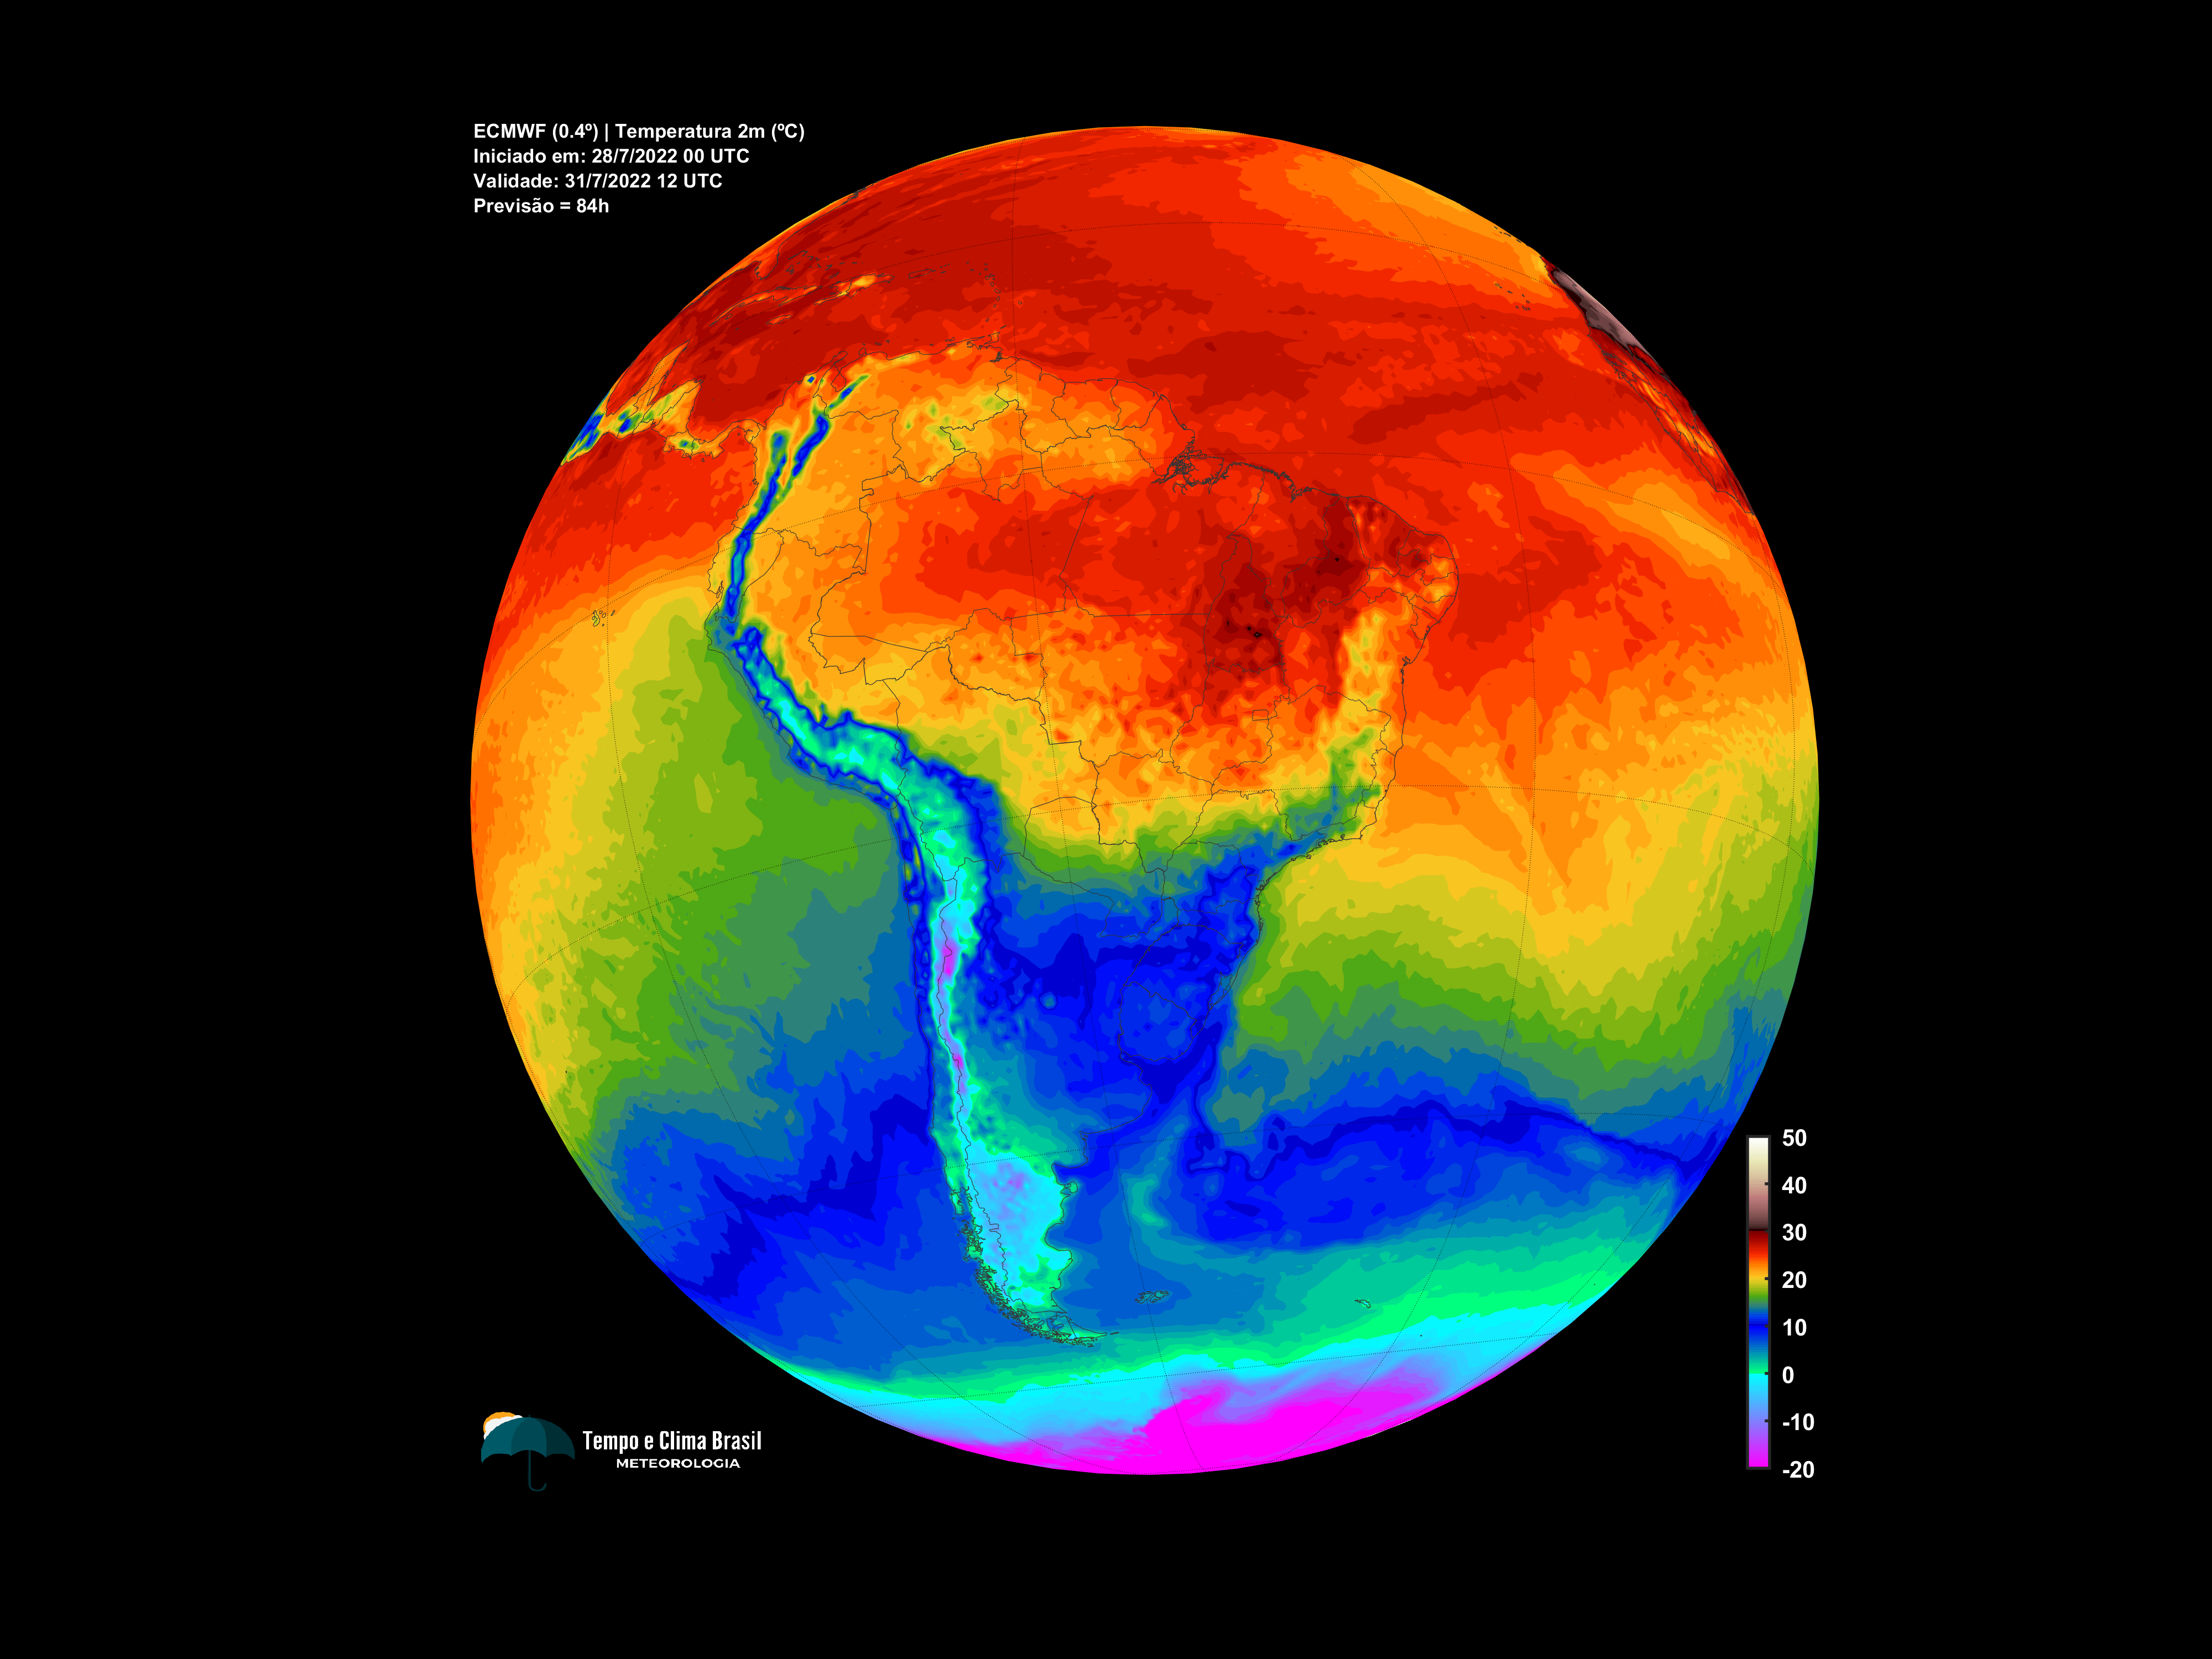 ECMWF (0.4º) | Temperatura 2m (ºC)
Iniciado em: 28/7/2022 00 UTC
Validade: 31/7/2022 12 UTC
Previsão = 84h
50
40
30
20
10
0
-10
-20
Tempo e Clima Brasil
METEOROLOGIA